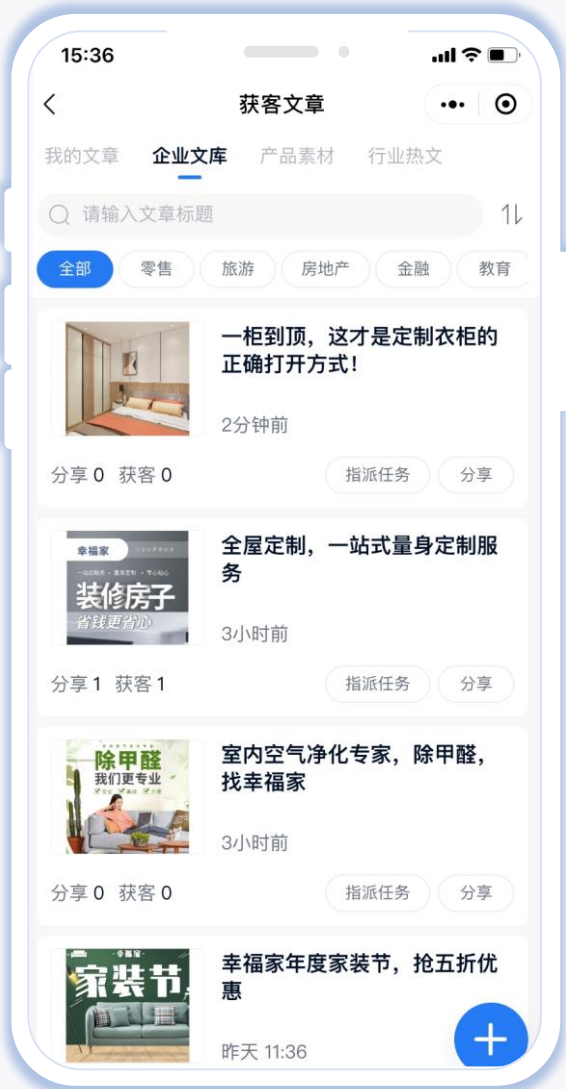 15:36
获客文章
我的文章 企业文库 产品素材 行业热文
请输入文章标题
全部 零售 旅游 房地产 金融 教育
一柜到顶，这才是定制衣柜的
正确打开方式！
2分钟前
分享 0 获客 0 指派任务 分享
幸福家
装修房子
省钱更省心
全屋定制，一站式量身定制服
务
3小时前
分享 1 获客 1 指派任务 分享
除甲醛
我们更专业
室内空气净化专家，除甲醛，
找幸福家
3小时前
分享 0 获客 0 指派任务 分享
·幸福家·
家装节
幸福家年度家装节，抢五折优
惠
昨天 11:36